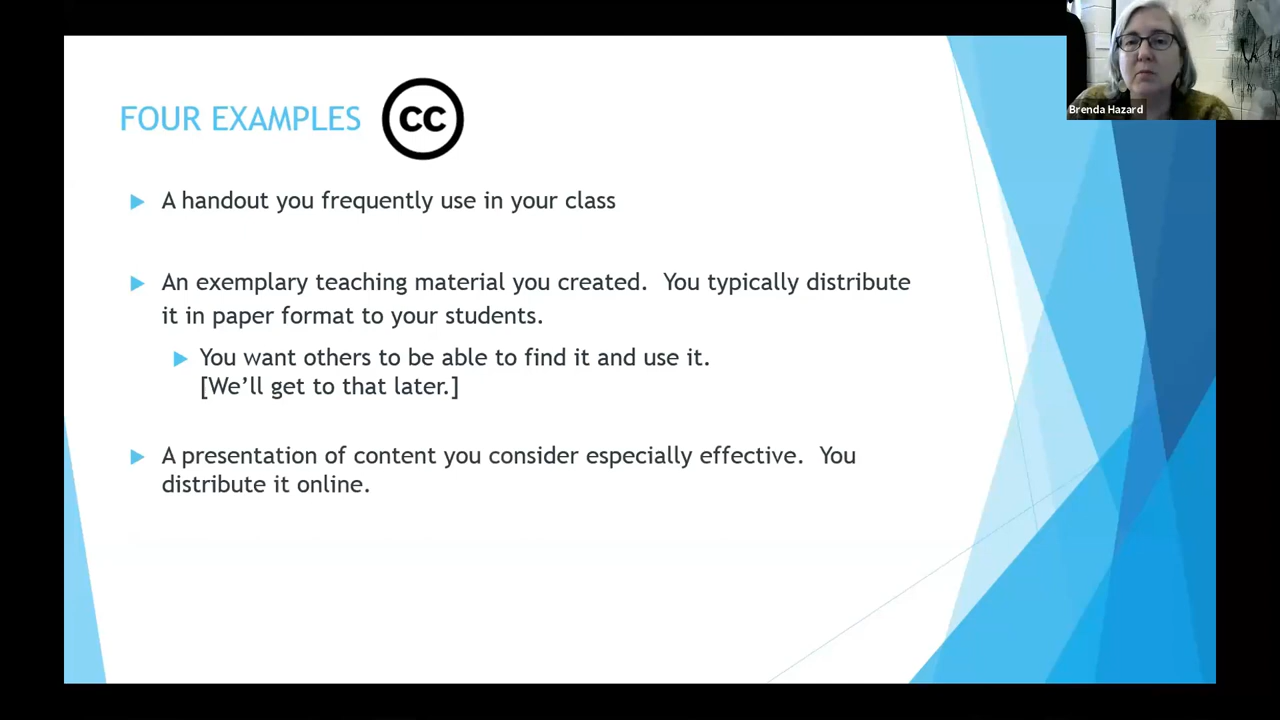 FOUR EXAMPLES cc
A handout you frequently use in your class
An exemplary teaching material you created.  You typically distribute
it in paper format to your students.
You want others to be able to find it and use it.
[We’ll get to that later.]
A presentation of content you consider especially effective.  You
distribute it online.
Brenda Hazard